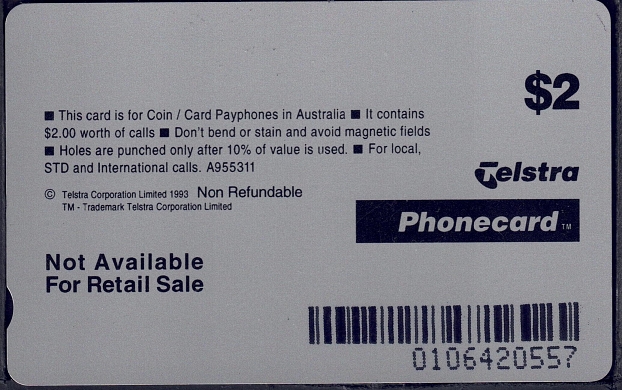 $2
■ This card is for Coin / Card Payphones in Australia ■ It contains
$2.00 worth of calls ■ Don't bend or stain and avoid magnetic fields
■ Holes are punched only after 10% of value is used. ■ For local,
STD and International calls. A955311
© Telstra Corporation Limited 1993 Non Refundable
TM - Trademark Telstra Corporation Limited
Telstra
Phonecard TM
Not Available
For Retail Sale
0106420557